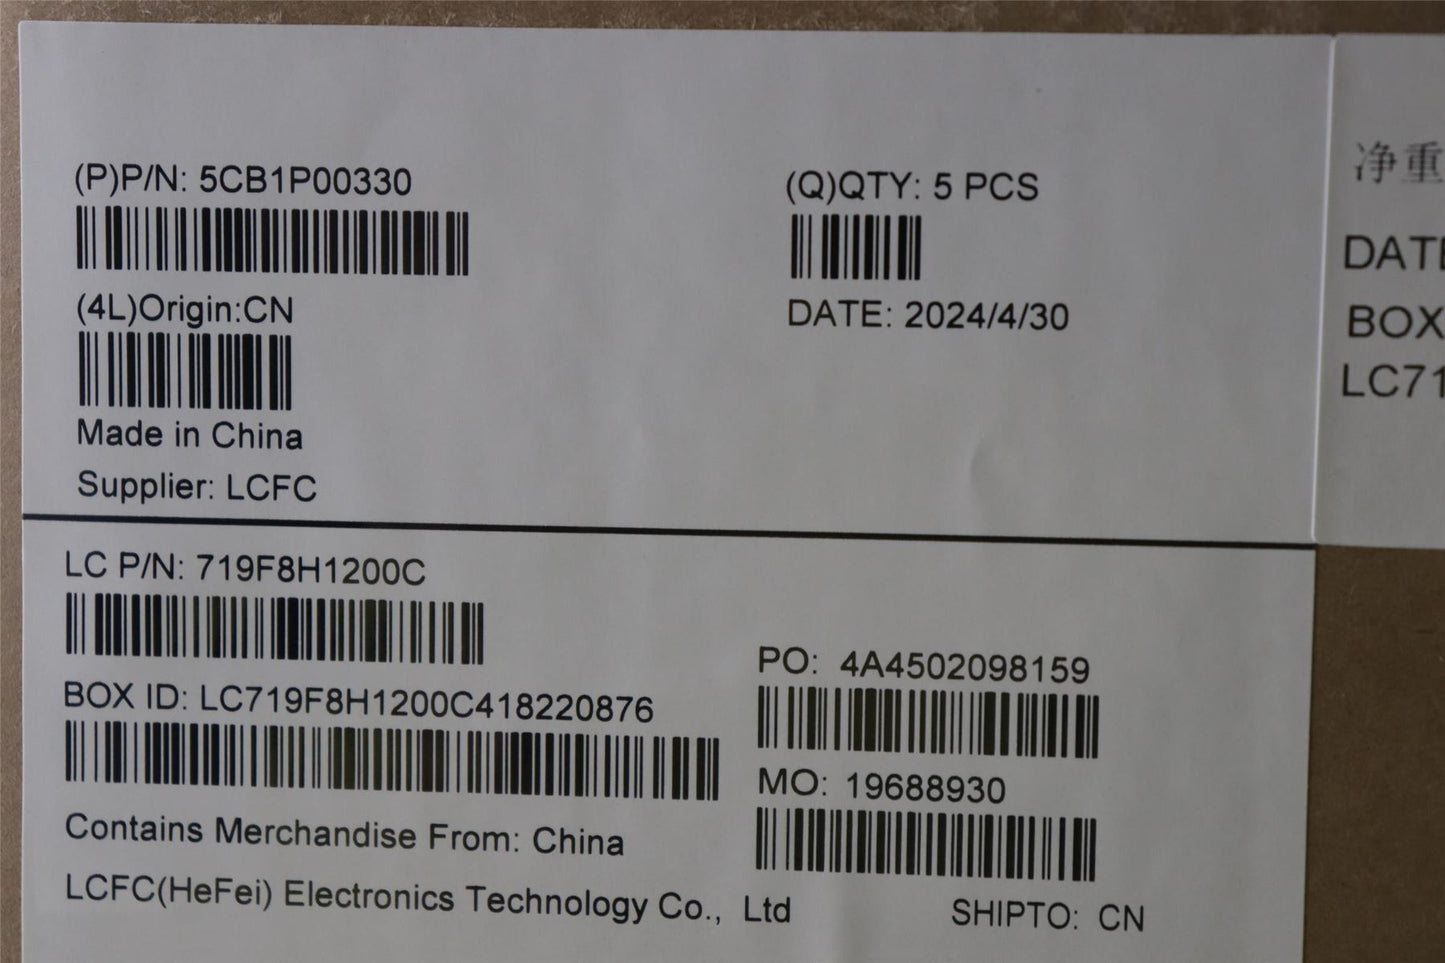 (P)P/N: 5CB1P00330
(Q)QTY: 5 PCS
(4L)Origin:CN
DATE: 2024/4/30
Made in China
Supplier: LCFC
LC P/N: 719F8H1200C
PO: 4A4502098159
BOX ID: LC719F8H1200C418220876
MO: 19688930
Contains Merchandise From: China
LCFC(HeFei) Electronics Technology Co., Ltd
SHIPTO: CN
净重
DATE
BOX
LC71